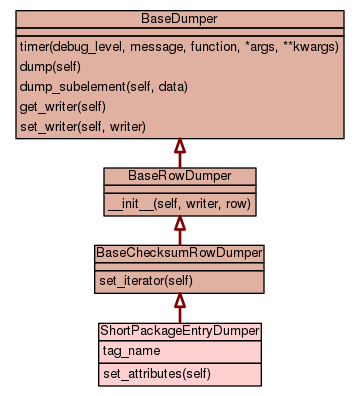 BaseDumper
timer(debug_level, message, function, *args, **kwargs)
dump(self)
dump_subelement(self, data)
get_writer(self)
set_writer(self, writer)
BaseRowDumper
__init__(self, writer, row)
BaseChecksumRowDumper
set_iterator(self)
ShortPackageEntryDumper
tag_name
set_attributes(self)